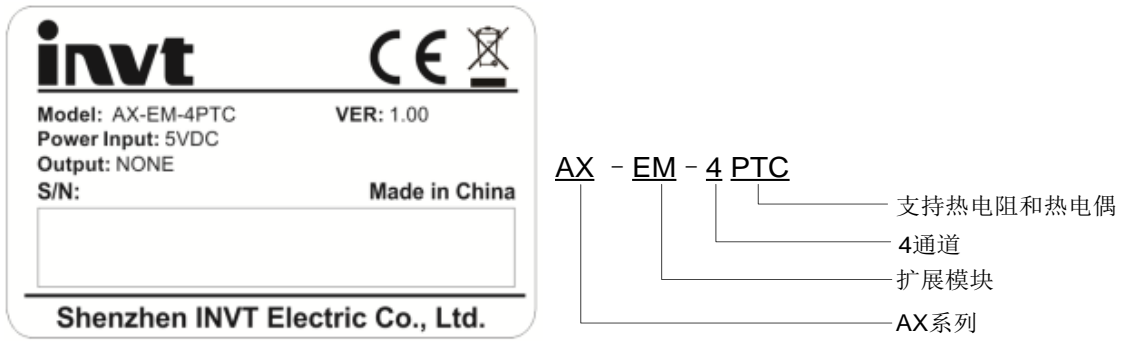 invt CE
Model: AX-EM-4PTC VER: 1.00
Power Input: 5VDC
Output: NONE
S/N: Made in China
Shenzhen INVT Electric Co., Ltd.
AX - EM - 4 PTC
支持热电阻和热电偶
4通道
扩展模块
AX系列